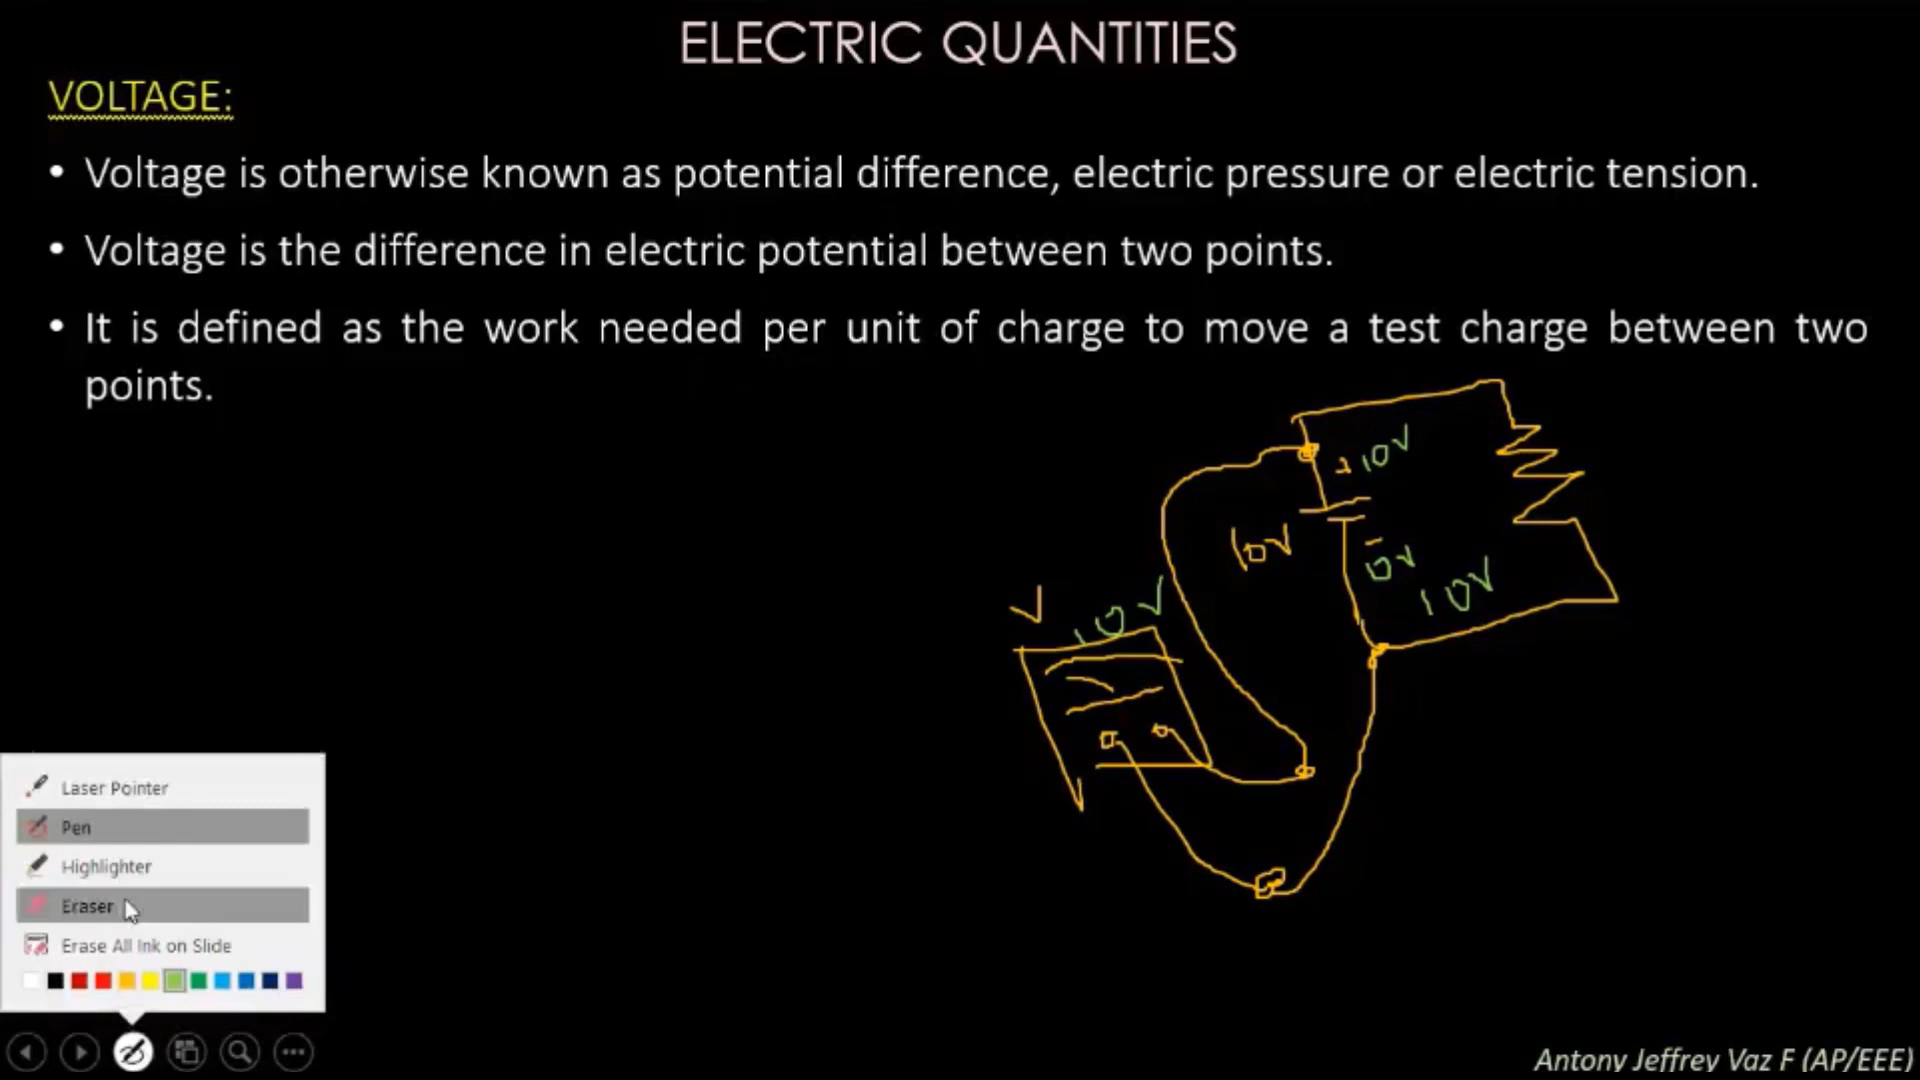 ELECTRIC QUANTITIES
VOLTAGE:
• Voltage is otherwise known as potential difference, electric pressure or electric tension.
• Voltage is the difference in electric potential between two points.
• It is defined as the work needed per unit of charge to move a test charge between two
points.
+10V
10V
0V
10V
V
10V
Laser Pointer
Pen
Highlighter
Eraser
Erase All Ink on Slide
Antony Jeffrey Vaz F (AP/EEE)